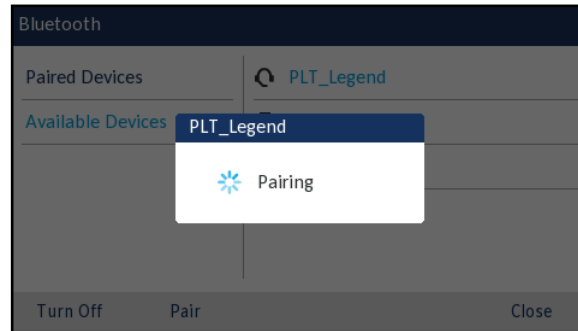 Bluetooth
Paired Devices
PLT_Legend
Available Devices
PLT_Legend
Pairing
Turn Off
Pair
Close